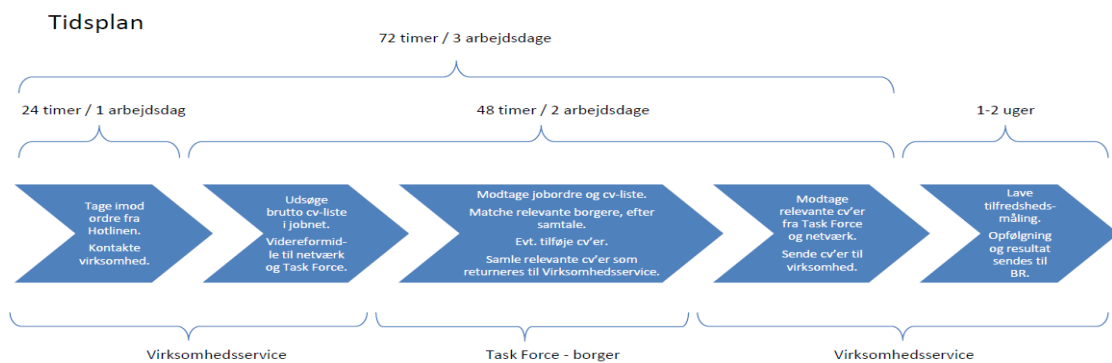 Tidsplan
72 timer / 3 arbejdsdage
24 timer / 1 arbejdsdag
48 timer / 2 arbejdsdage
1-2 uger
Tage imod
ordre fra
Hotlinen.
Kontakte
virksomhed.
Udsøge
brutto cv-liste
i jobnet.
Videreformid-
le til netværk
og Task Force.
Modtage jobordre og cv-liste.
Matche relevante borgere, efter
samtale.
Evt. tilføje cv'er.
Samle relevante cv'er som
returneres til Virksomhedsservice.
Modtage
relevante cv'er
fra Task Force
og netværk.
Sende cv'er til
virksomhed.
Lave
tilfredsheds-
måling.
Opfølgning
og resultat
sendes til
BR.
Virksomhedsservice
Task Force - borger
Virksomhedsservice